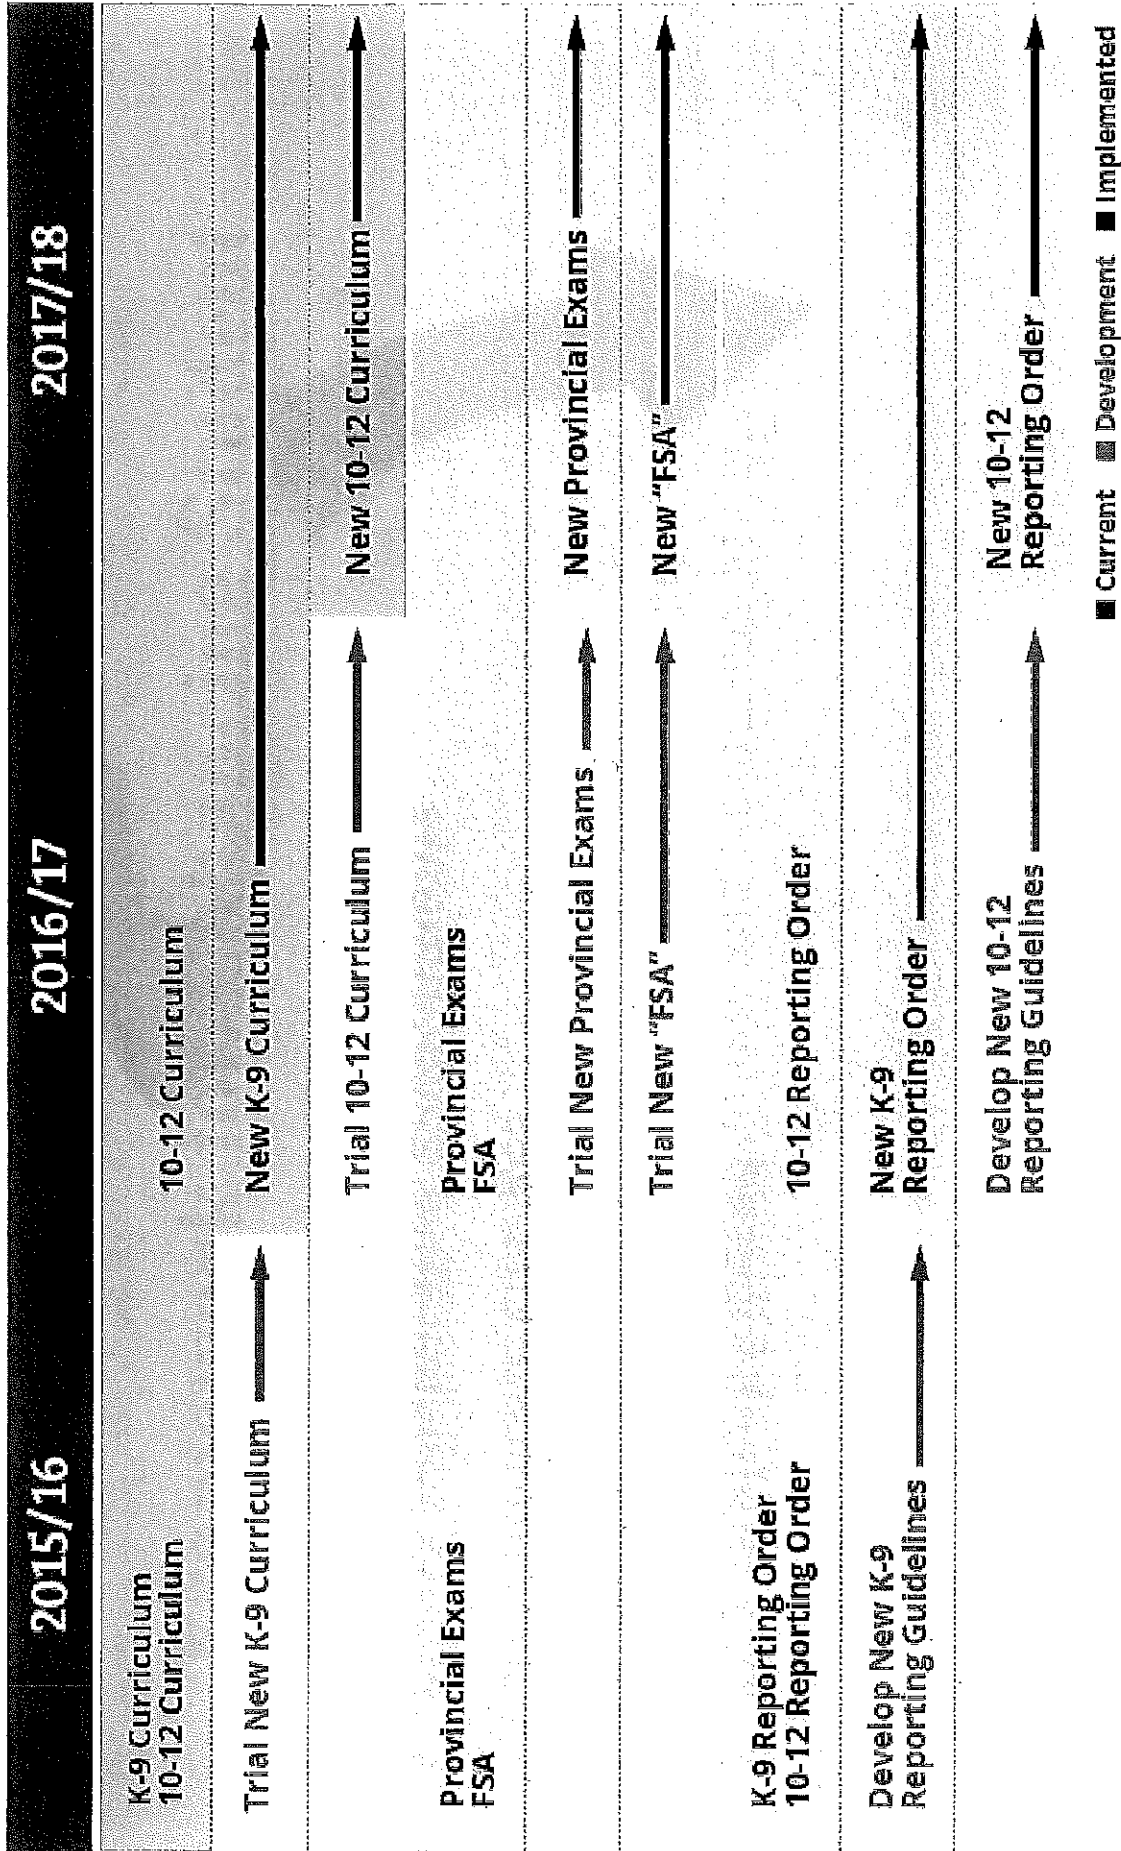 2015/16 2016/17 2017/18
K-9 Curriculum
10-12 Curriculum
10-12 Curriculum
Trial New K-9 Curriculum
New K-9 Curriculum
Trial 10-12 Curriculum
New 10-12 Curriculum
Provincial Exams
FSA
Provincial Exams
FSA
Trial New Provincial Exams
New Provincial Exams
Trial New "FSA"
New "FSA"
K-9 Reporting Order
10-12 Reporting Order
10-12 Reporting Order
Develop New K-9
Reporting Guidelines
New K-9
Reporting Order
Develop New 10-12
Reporting Guidelines
New 10-12
Reporting Order
Current Development Implemented